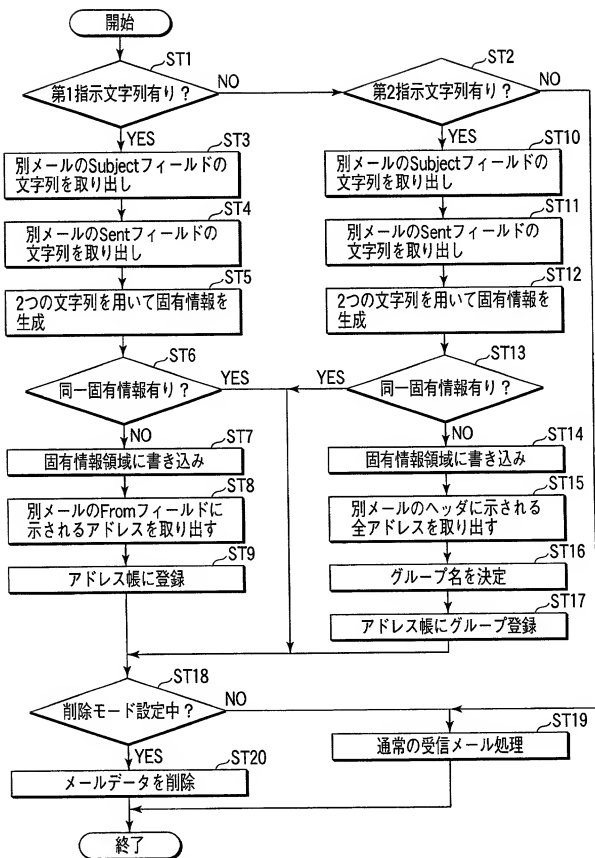 開始
ST1
第1指示文字列有り？
NO
YES
ST2
第2指示文字列有り？
NO
YES
ST3
別メールのSubjectフィールドの
文字列を取り出し
ST4
別メールのSentフィールドの
文字列を取り出し
ST5
2つの文字列を用いて固有情報を
生成
ST6
同一固有情報有り？
YES
NO
ST7
固有情報領域に書き込み
ST8
別メールのFromフィールドに
示されるアドレスを取り出す
ST9
アドレス帳に登録
ST10
別メールのSubjectフィールドの
文字列を取り出し
ST11
別メールのSentフィールドの
文字列を取り出し
ST12
2つの文字列を用いて固有情報を
生成
ST13
同一固有情報有り？
YES
NO
ST14
固有情報領域に書き込み
ST15
別メールのヘッダに示される
全アドレスを取り出す
ST16
グループ名を決定
ST17
アドレス帳にグループ登録
ST18
削除モード設定中？
NO
YES
ST19
通常の受信メール処理
ST20
メールデータを削除
終了